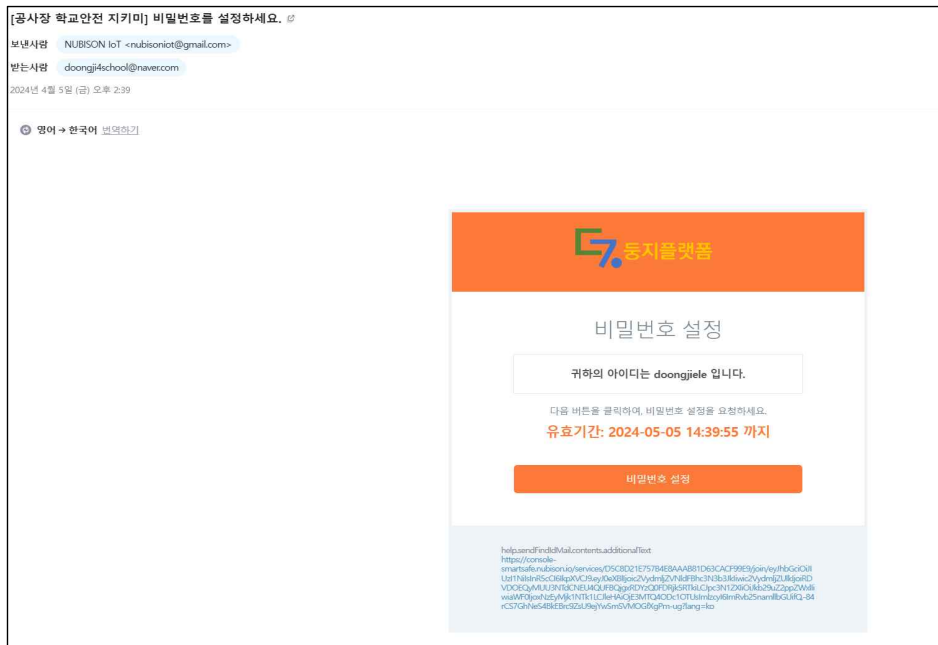 [공사장 학교안전 지키미] 비밀번호를 설정하세요.
보낸사람 NUBISON IoT <nubisoniot@gmail.com>
받는사람 doongji4school@naver.com
2024년 4월 5일 (금) 오후 2:39
영어 → 한국어 번역하기
둥지플랫폼
비밀번호 설정
귀하의 아이디는 doongjiele 입니다.
다음 버튼을 클릭하여, 비밀번호 설정을 요청하세요.
유효기간: 2024-05-05 14:39:55 까지
비밀번호 설정
help.sendFindIdMail.contents.additionalText
https://console-